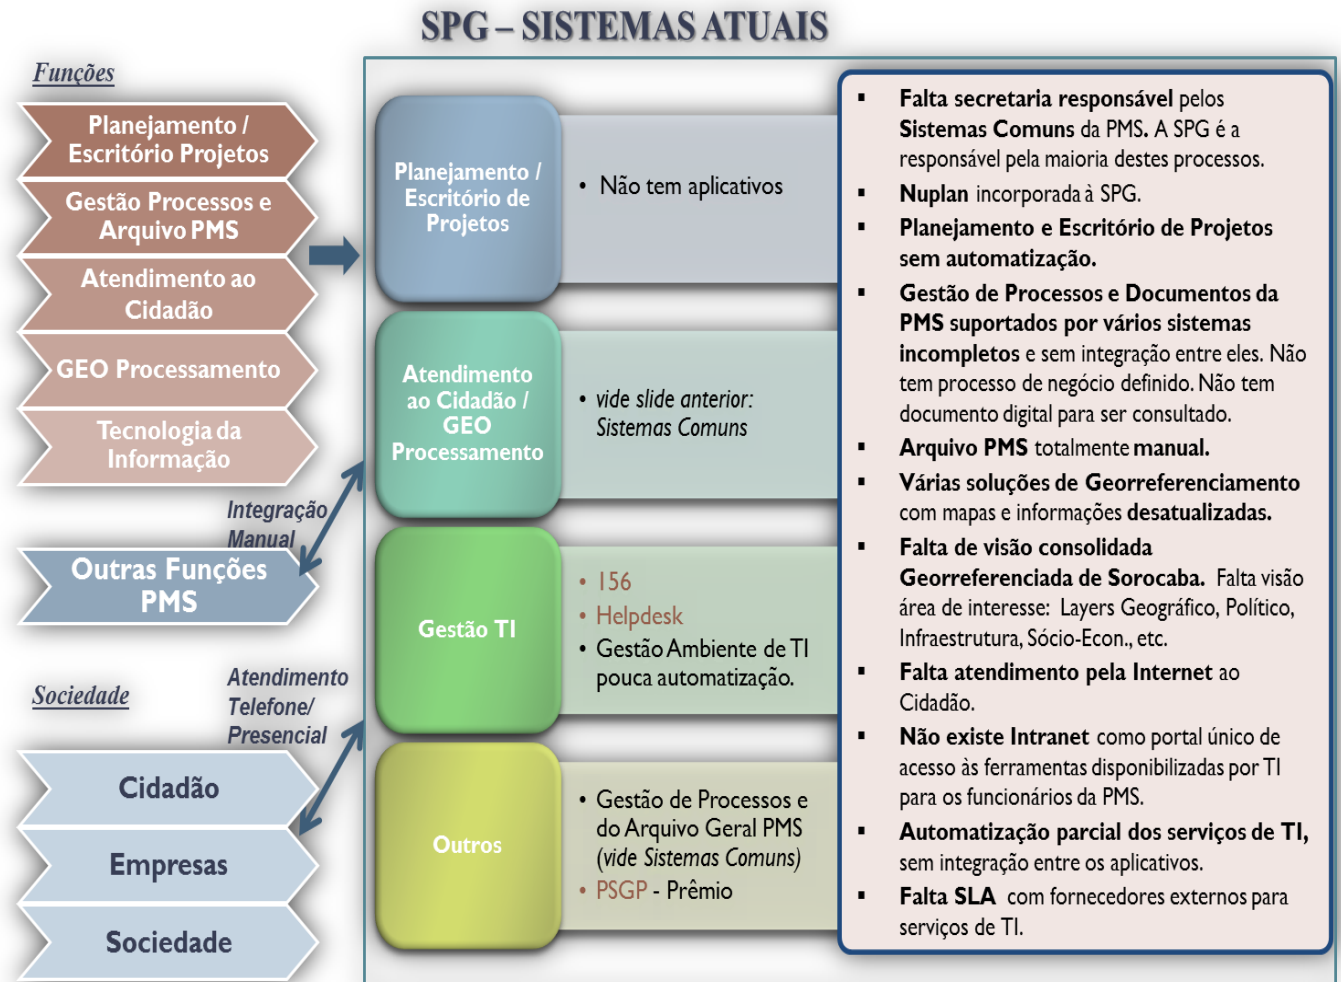 SPG – SISTEMAS ATUAIS
Funções
Planejamento /
Escritório Projetos
Gestão Processos e
Arquivo PMS
Atendimento ao
Cidadão
GEO Processamento
Tecnologia da
Informação
Integração
Manual
Outras Funções
PMS
Sociedade
Atendimento
Telefone/
Presencial
Cidadão
Empresas
Sociedade
Planejamento /
Escritório de
Projetos
• Não tem aplicativos
Atendimento
ao Cidadão /
GEO
Processamento
• vide slide anterior:
Sistemas Comuns
Gestão TI
• 156
• Helpdesk
• Gestão Ambiente de TI
pouca automatização.
Outros
• Gestão de Processos e
do Arquivo Geral PMS
(vide Sistemas Comuns)
• PSGP - Prêmio
▪ Falta secretaria responsável pelos
Sistemas Comuns da PMS. A SPG é a
responsável pela maioria destes processos.
▪ Nuplan incorporada à SPG.
▪ Planejamento e Escritório de Projetos
sem automatização.
▪ Gestão de Processos e Documentos da
PMS suportados por vários sistemas
incompletos e sem integração entre eles. Não
tem processo de negócio definido. Não tem
documento digital para ser consultado.
▪ Arquivo PMS totalmente manual.
▪ Várias soluções de Georreferenciamento
com mapas e informações desatualizadas.
▪ Falta de visão consolidada
Georreferenciada de Sorocaba. Falta visão
área de interesse: Layers Geográfico, Político,
Infraestrutura, Sócio-Econ., etc.
▪ Falta atendimento pela Internet ao
Cidadão.
▪ Não existe Intranet como portal único de
acesso às ferramentas disponibilizadas por TI
para os funcionários da PMS.
▪ Automatização parcial dos serviços de TI,
sem integração entre os aplicativos.
▪ Falta SLA com fornecedores externos para
serviços de TI.